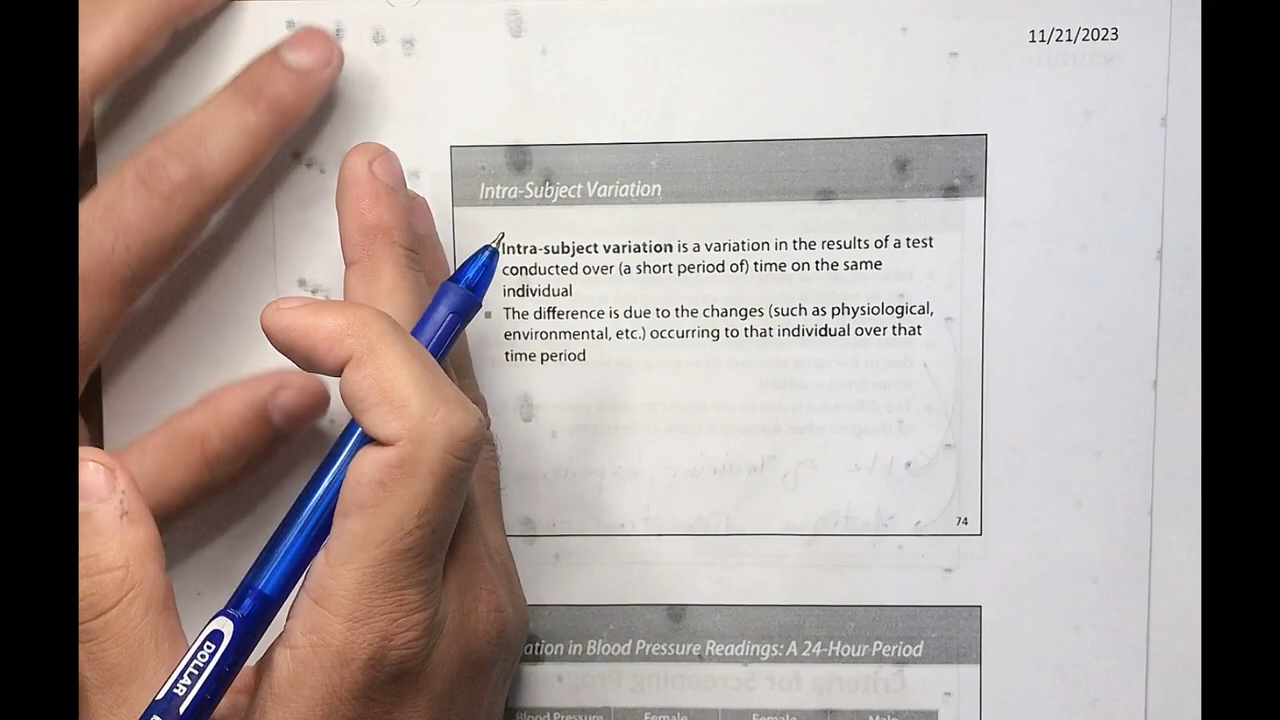 11/21/2023
Intra-Subject Variation
Intra-subject variation is a variation in the results of a test
conducted over (a short period of) time on the same
individual
The difference is due to the changes (such as physiological,
environmental, etc.) occurring to that individual over that
time period
74
in Blood Pressure Readings: A 24-Hour Period
Blood Pressure Female Female Male
DOLLAR